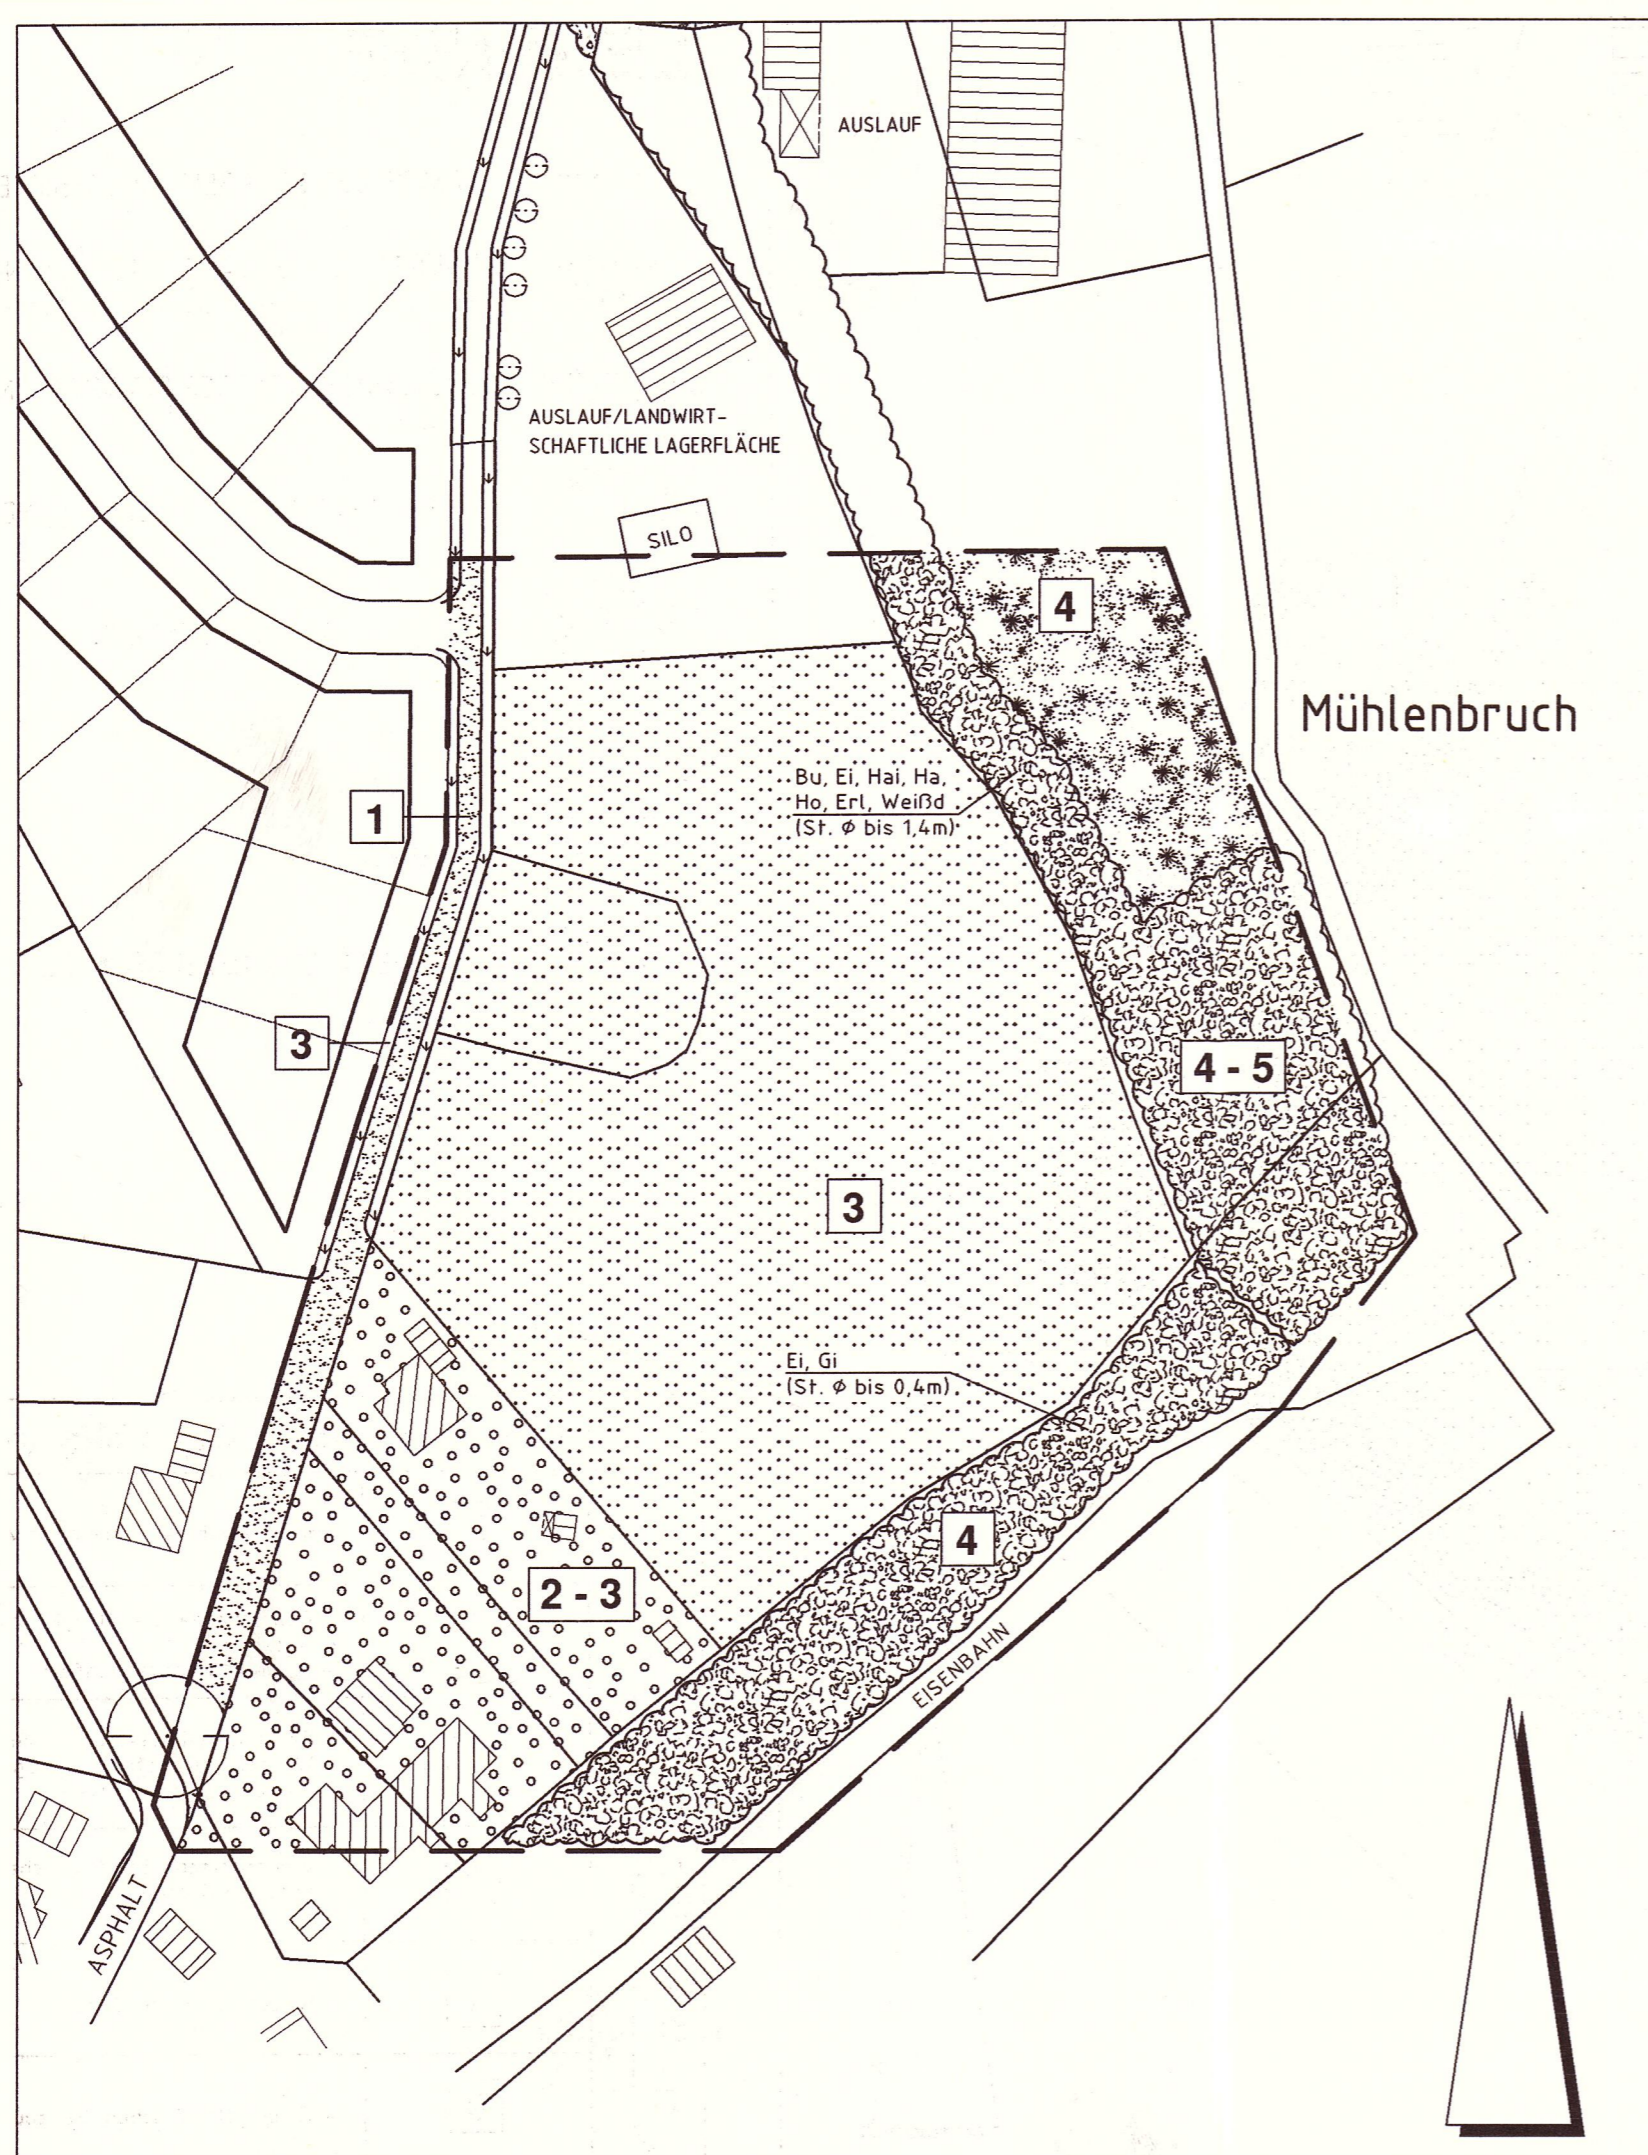 AUSLAUF
AUSLAUF/LANDWIRT-
SCHAFTLICHE LAGERFLÄCHE
SILO
4
Mühlenbruch
Bu, Ei, Hai, Ha,
Ho, Erl, Weißd
(St. ϕ bis 1,4m)
1
3
4 - 5
3
Ei, Gi
(St. ϕ bis 0,4m)
4
2 - 3
EISENBAHN
ASPHALT